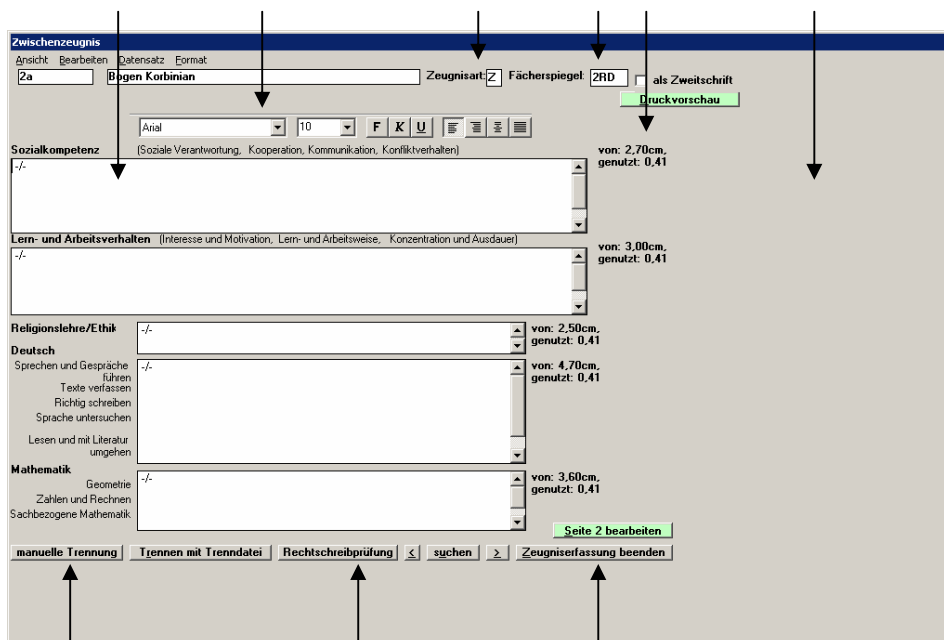 Zwischenzeugnis
Ansicht Bearbeiten Datensatz Format
2a Bogen Korbinian Zeugnisart: Z Fächerspiegel: 2RD als Zweitschrift
Druckvorschau
Arial 10 F K U
Sozialkompetenz (Soziale Verantwortung, Kooperation, Kommunikation, Konfliktverhalten) von: 2,70cm,
genutzt: 0,41
-/-
Lern- und Arbeitsverhalten (Interesse und Motivation, Lern- und Arbeitsweise, Konzentration und Ausdauer) von: 3,00cm,
genutzt: 0,41
-/-
Religionslehre/Ethik -/- von: 2,50cm,
genutzt: 0,41
Deutsch
Sprechen und Gespräche -/- von: 4,70cm,
führen genutzt: 0,41
Texte verfassen
Richtig schreiben
Sprache untersuchen
Lesen und mit Literatur
umgehen
Mathematik -/- von: 3,60cm,
Geometrie genutzt: 0,41
Zahlen und Rechnen
Sachbezogene Mathematik
Seite 2 bearbeiten
manuelle Trennung Trennen mit Trenndatei Rechtschreibprüfung < suchen > Zeugniserfassung beenden